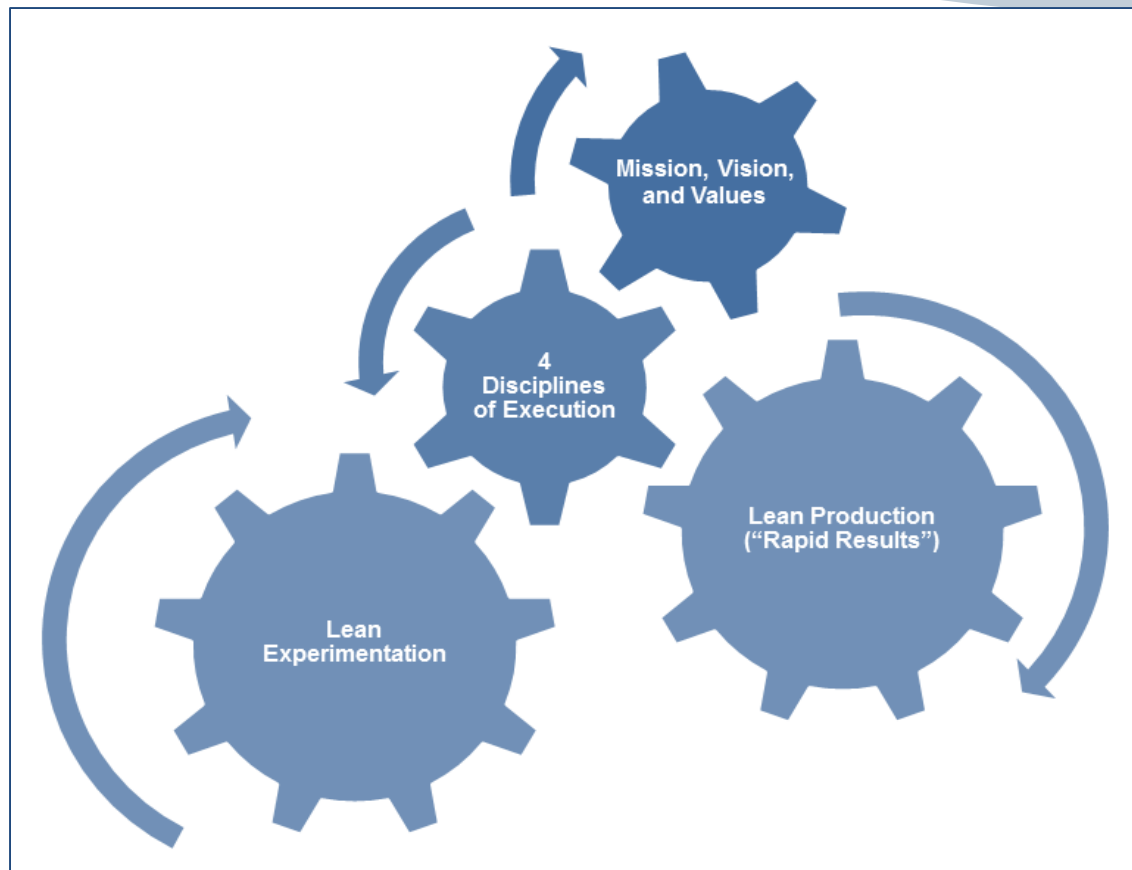 Mission, Vision,
and Values
4
Disciplines
of Execution
Lean Production
(“Rapid Results”)
Lean
Experimentation